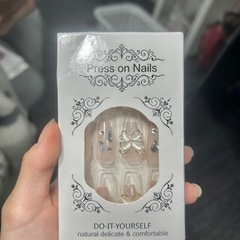 Press on Nails
DO-IT-YOURSELF
natural delicate & comfortable